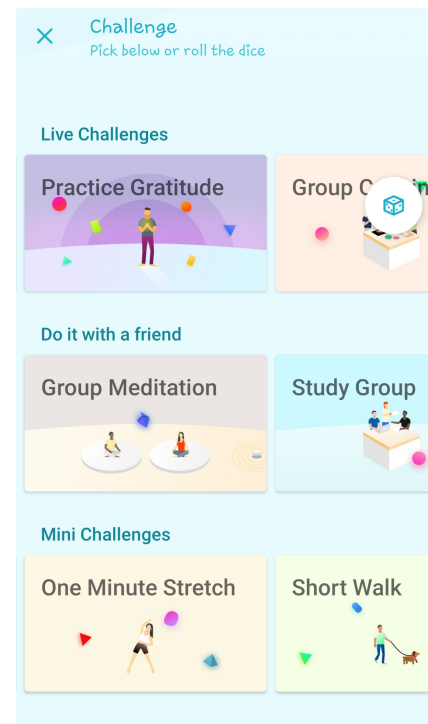 Challenge
Pick below or roll the dice
Live Challenges
Practice Gratitude
Group
Do it with a friend
Group Meditation
Study Group
Mini Challenges
One Minute Stretch
Short Walk